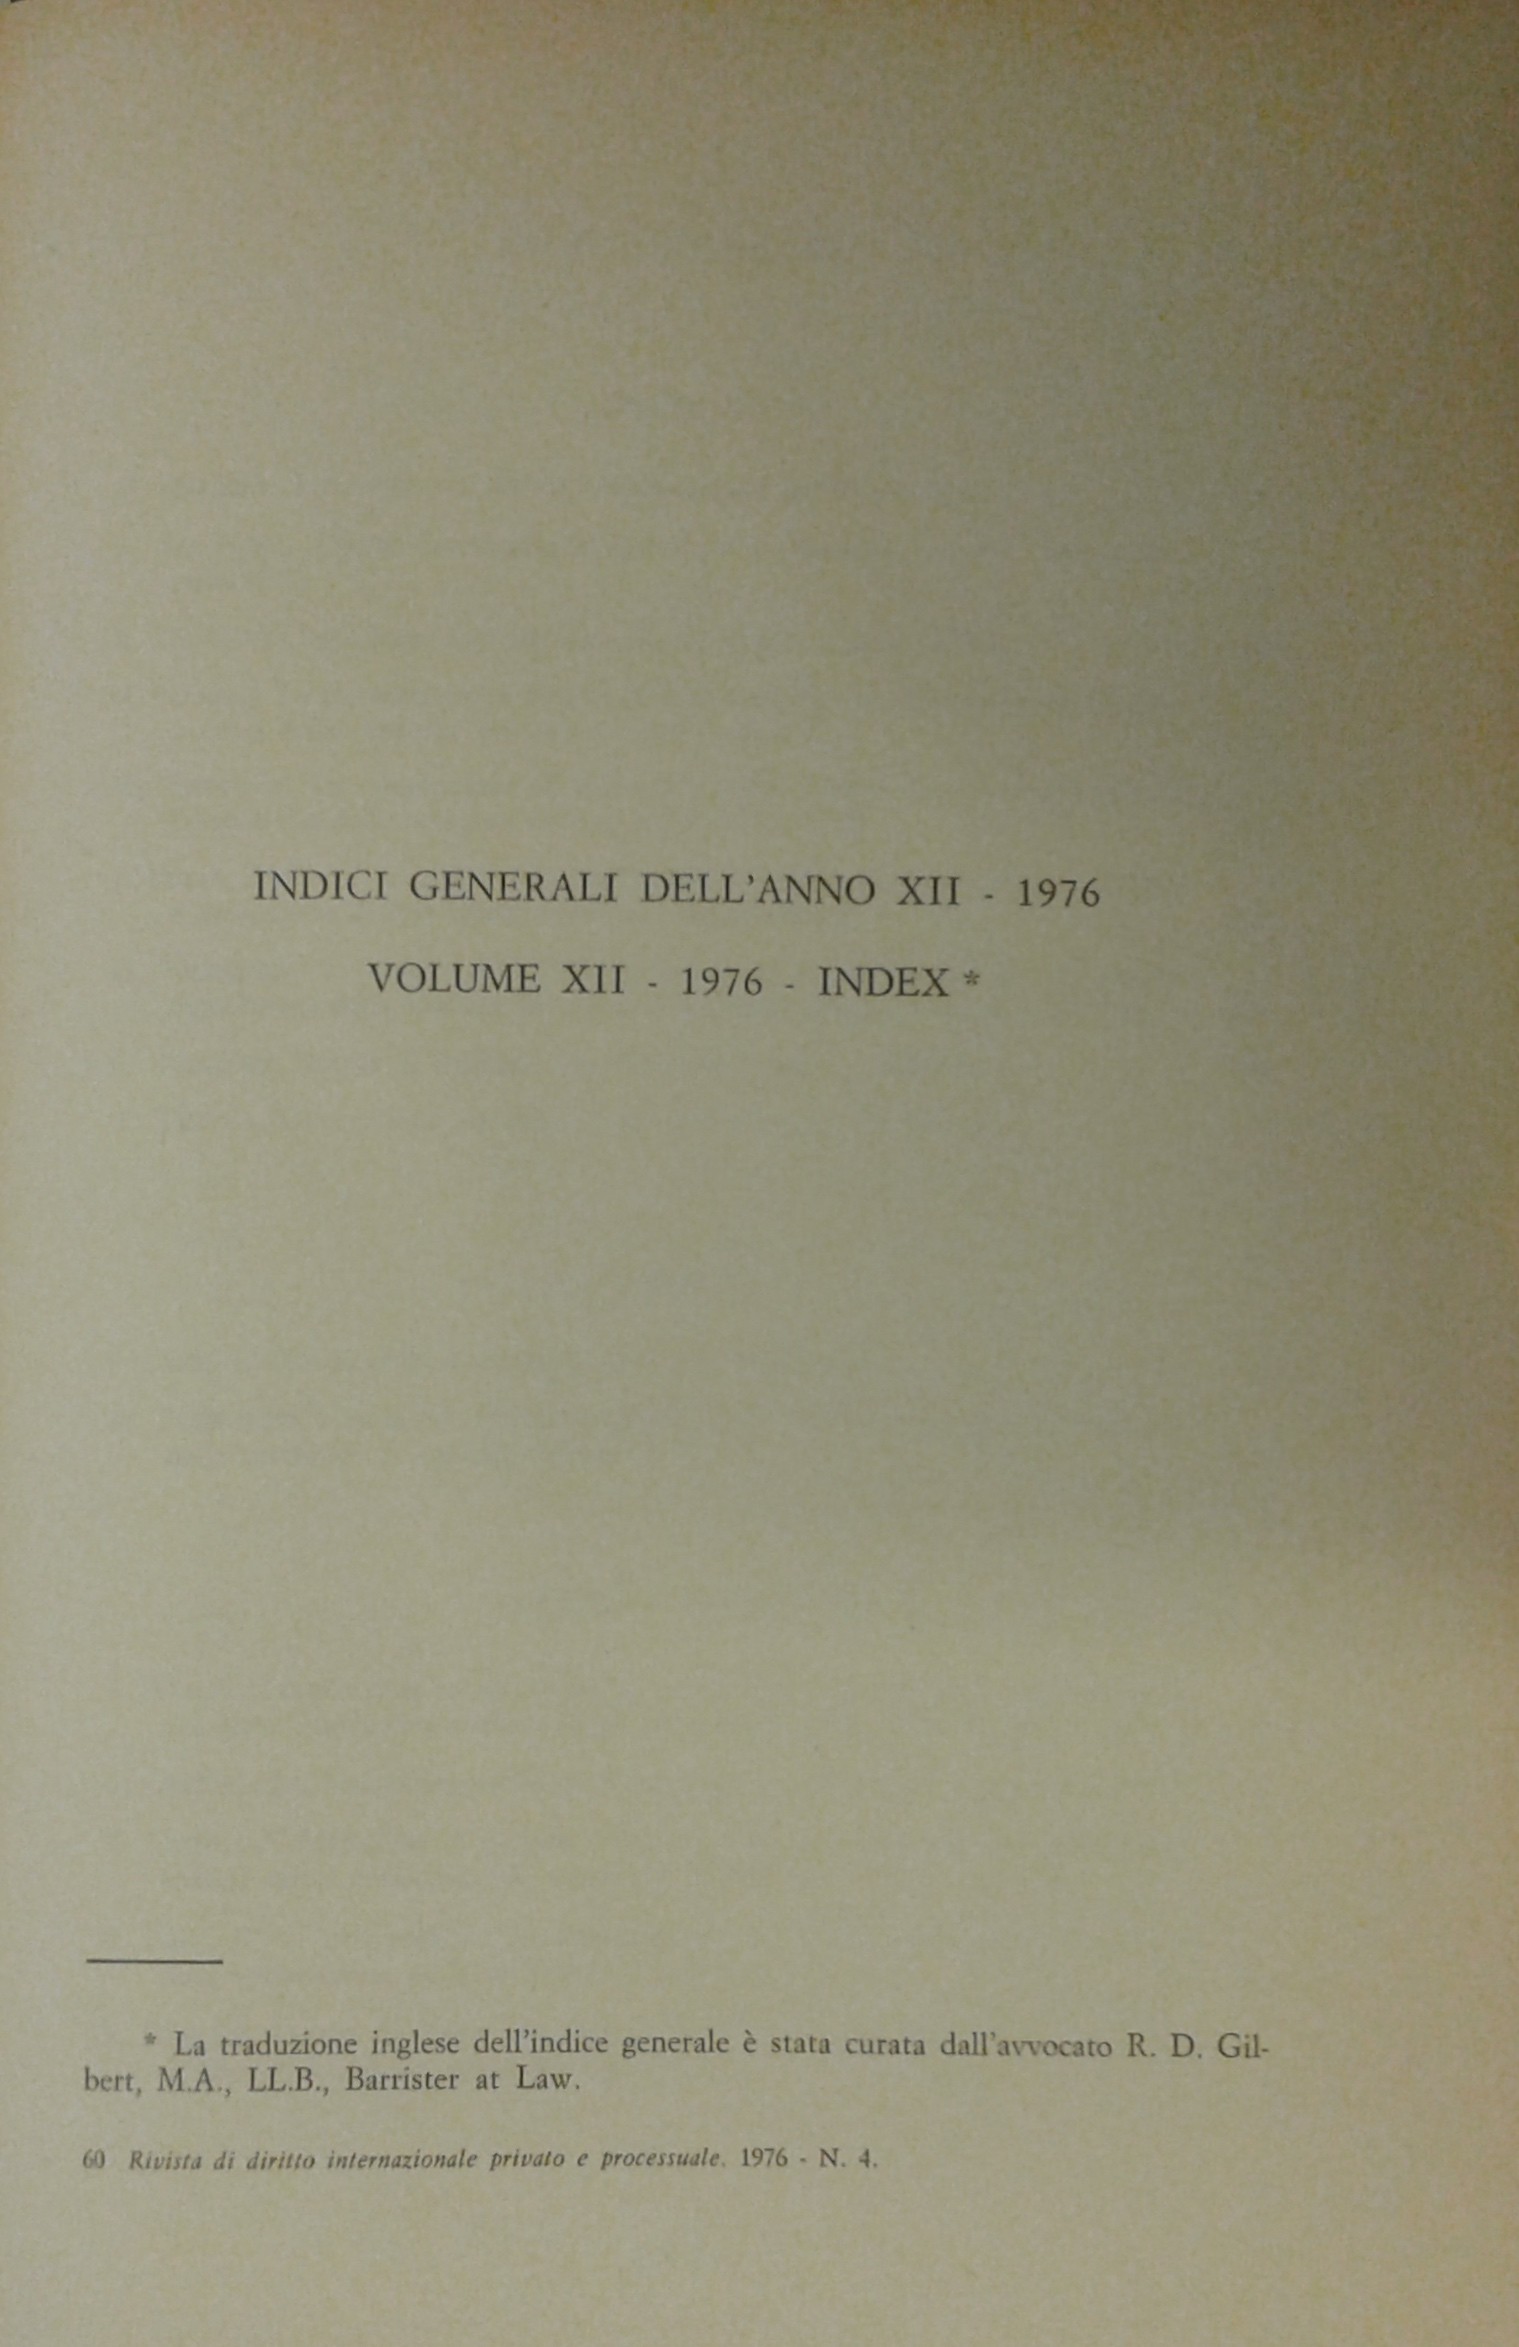 INDICI GENERALI DELL'ANNO XII - 1976
VOLUME XII - 1976 - INDEX *
* La traduzione inglese dell'indice generale è stata curata dall'avvocato R. D. Gil-
bert, M.A., LL.B., Barrister at Law.
60 Rivista di diritto internazionale privato e processuale. 1976 - N. 4.